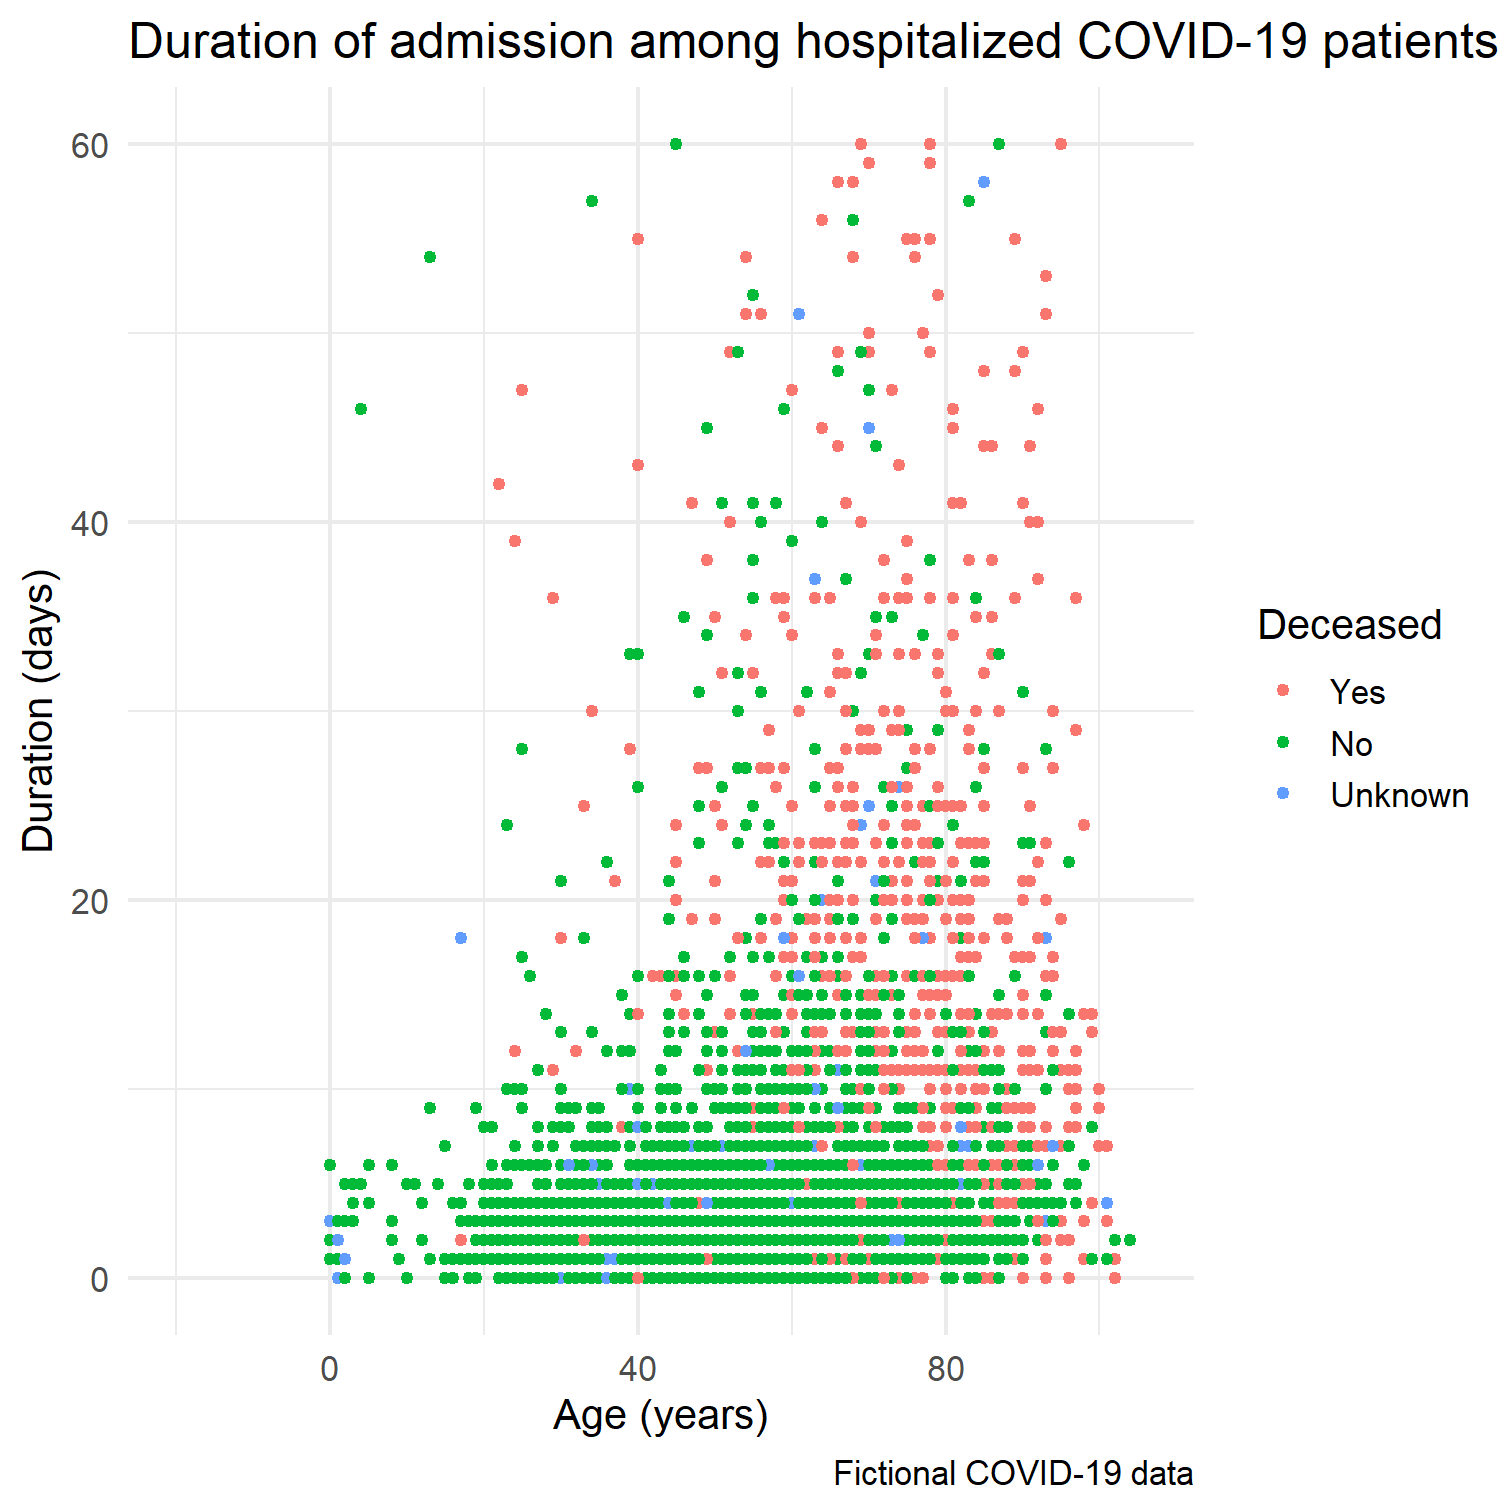 Duration of admission among hospitalized COVID-19 patients
60
40
20
0
Duration (days)
0 40 80
Age (years)
Deceased
Yes
No
Unknown
Fictional COVID-19 data